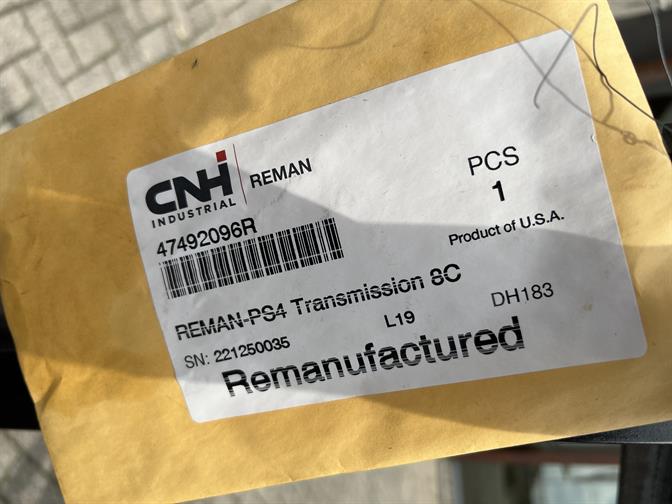 CNH
INDUSTRIAL
REMAN
PCS
1
47492096R
Product of U.S.A.
REMAN-PS4 Transmission 8C
SN: 221250035
L19
DH183
Remanufactured